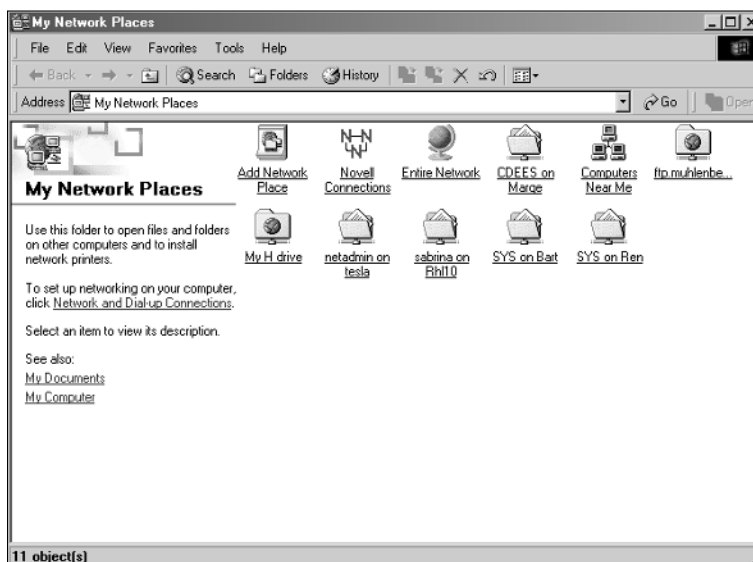 My Network Places
File Edit View Favorites Tools Help
Back Search Folders History
Address My Network Places Go Open
Add Network Place
Novell Connections
Entire Network
CDEES on Marge
Computers Near Me
ftp.muhlenbe...
My Network Places
Use this folder to open files and folders
on other computers and to install
network printers.
My H drive
netadmin on tesla
sabrina on Rhl10
SYS on Bart
SYS on Ren
To set up networking on your computer,
click Network and Dial-up Connections.
Select an item to view its description.
See also:
My Documents
My Computer
11 object(s)